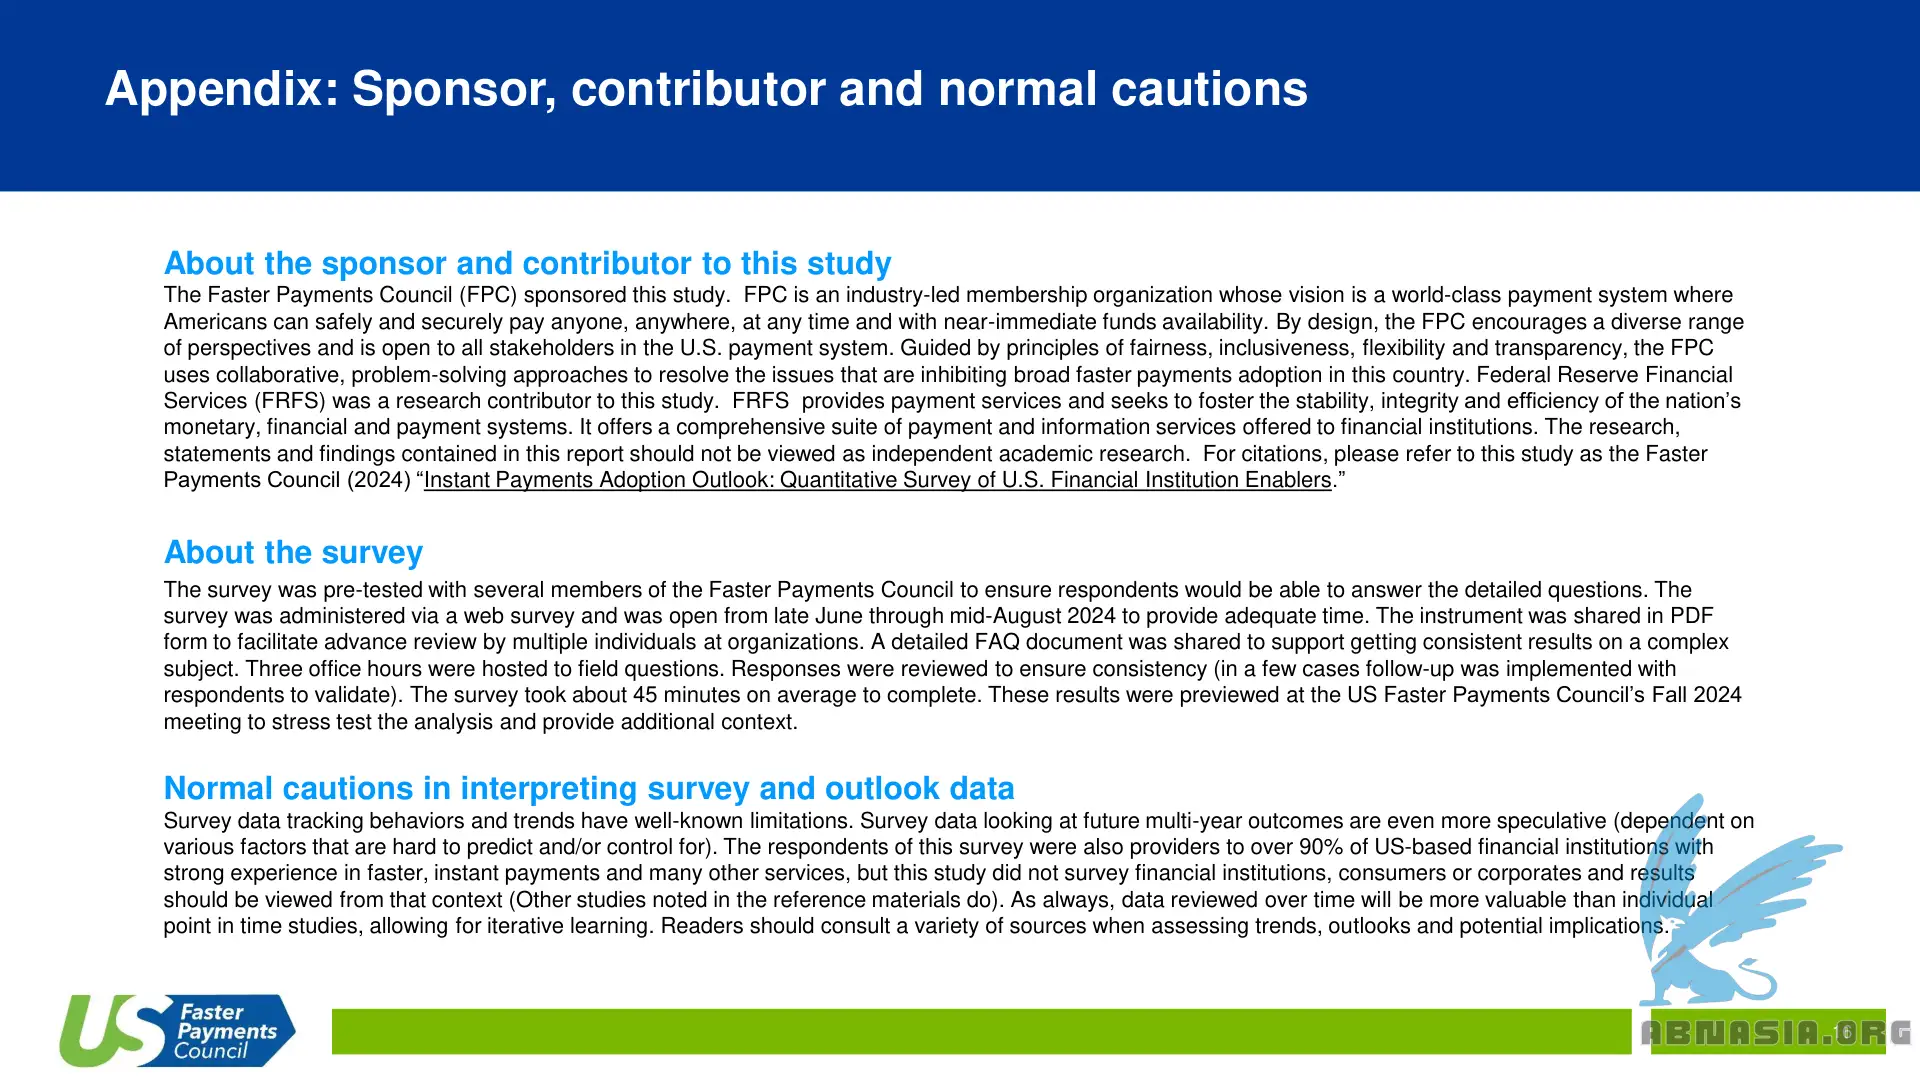 Appendix: Sponsor, contributor and normal cautions
About the sponsor and contributor to this study
The Faster Payments Council (FPC) sponsored this study.  FPC is an industry-led membership organization whose vision is a world-class payment system where
Americans can safely and securely pay anyone, anywhere, at any time and with near-immediate funds availability. By design, the FPC encourages a diverse range
of perspectives and is open to all stakeholders in the U.S. payment system. Guided by principles of fairness, inclusiveness, flexibility and transparency, the FPC
uses collaborative, problem-solving approaches to resolve the issues that are inhibiting broad faster payments adoption in this country. Federal Reserve Financial
Services (FRFS) was a research contributor to this study.  FRFS  provides payment services and seeks to foster the stability, integrity and efficiency of the nation’s
monetary, financial and payment systems. It offers a comprehensive suite of payment and information services offered to financial institutions. The research,
statements and findings contained in this report should not be viewed as independent academic research.  For citations, please refer to this study as the Faster
Payments Council (2024) “Instant Payments Adoption Outlook: Quantitative Survey of U.S. Financial Institution Enablers.”
About the survey
The survey was pre-tested with several members of the Faster Payments Council to ensure respondents would be able to answer the detailed questions. The
survey was administered via a web survey and was open from late June through mid-August 2024 to provide adequate time. The instrument was shared in PDF
form to facilitate advance review by multiple individuals at organizations. A detailed FAQ document was shared to support getting consistent results on a complex
subject. Three office hours were hosted to field questions. Responses were reviewed to ensure consistency (in a few cases follow-up was implemented with
respondents to validate). The survey took about 45 minutes on average to complete. These results were previewed at the US Faster Payments Council’s Fall 2024
meeting to stress test the analysis and provide additional context.
Normal cautions in interpreting survey and outlook data
Survey data tracking behaviors and trends have well-known limitations. Survey data looking at future multi-year outcomes are even more speculative (dependent on
various factors that are hard to predict and/or control for). The respondents of this survey were also providers to over 90% of US-based financial institutions with
strong experience in faster, instant payments and many other services, but this study did not survey financial institutions, consumers or corporates and results
should be viewed from that context (Other studies noted in the reference materials do). As always, data reviewed over time will be more valuable than individual
point in time studies, allowing for iterative learning. Readers should consult a variety of sources when assessing trends, outlooks and potential implications.
US Faster
Payments
Council
16
ABNASIA.ORG